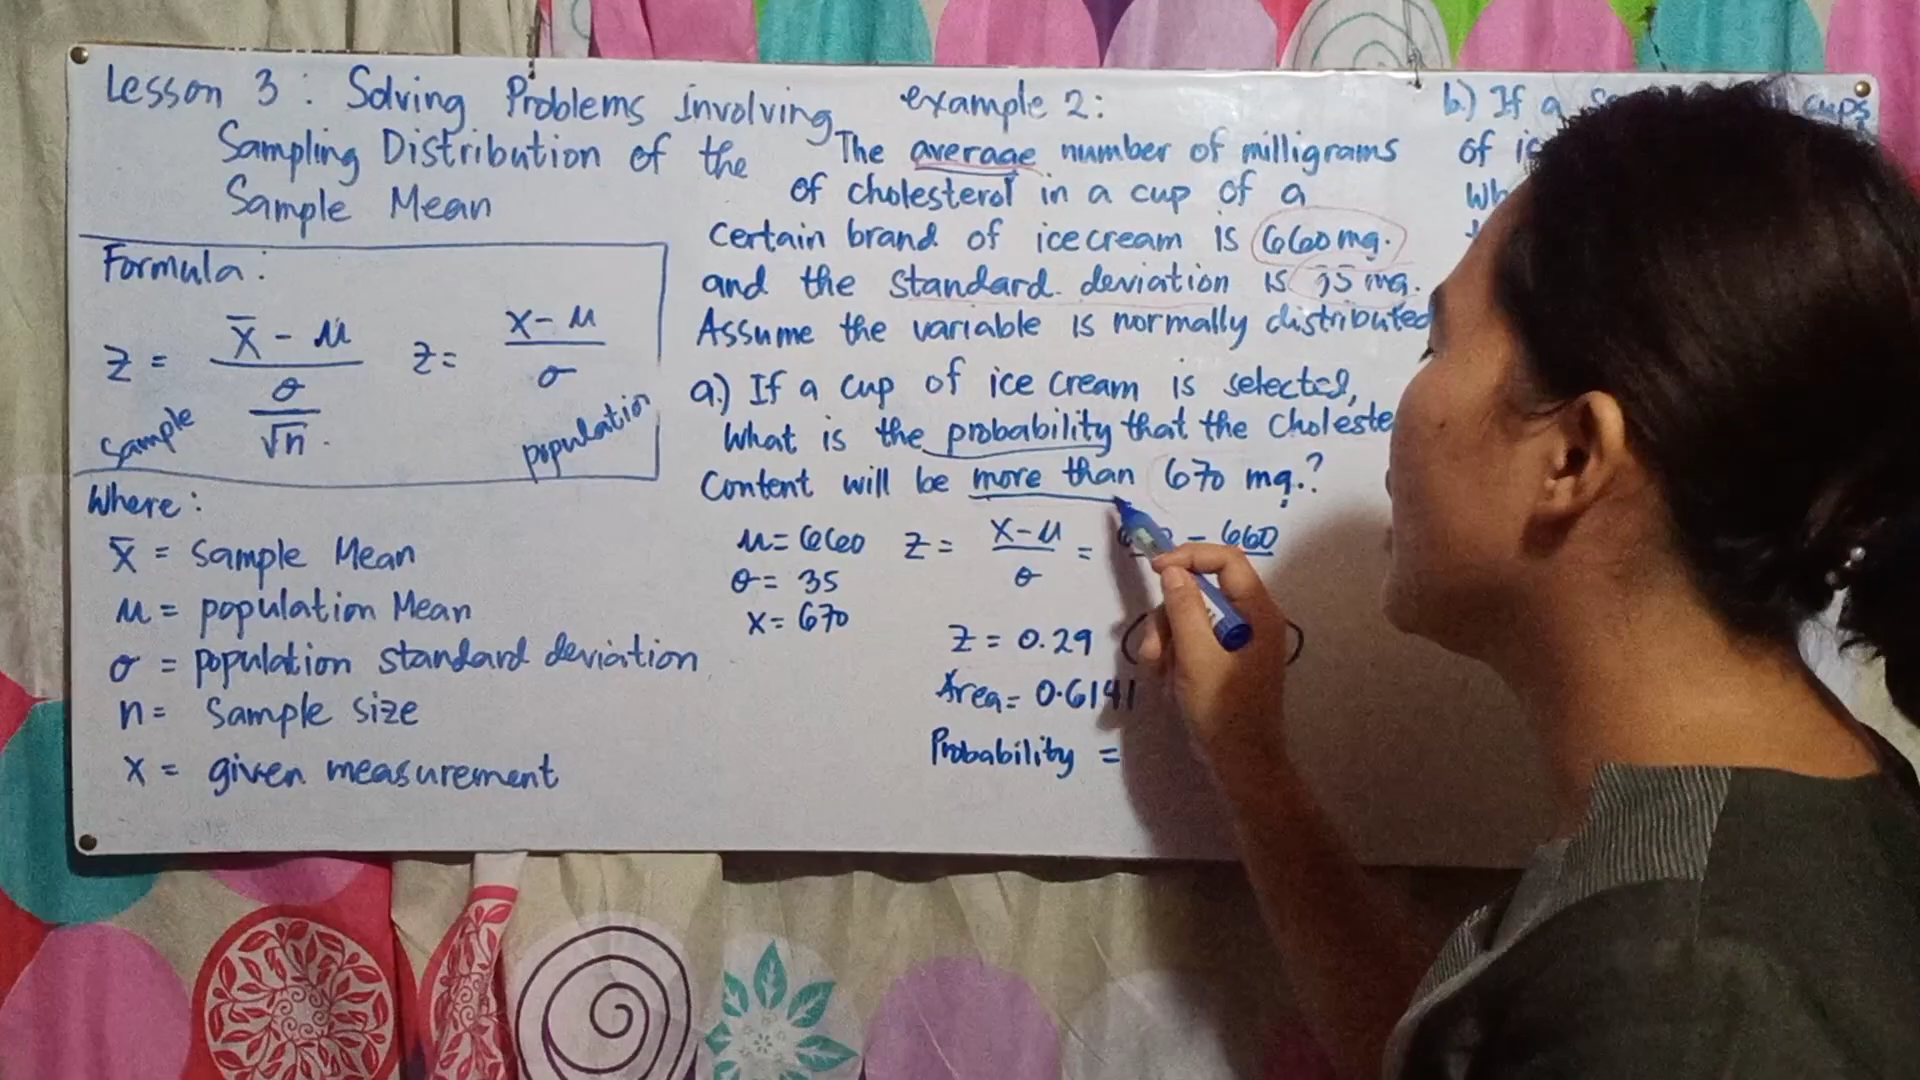 Lesson 3 : Solving Problems Involving
Sampling Distribution of the
Sample Mean
Formula:
z = x̄ - μ / σ / √n . z = x - μ / σ
Sample population
Where:
x̄ = Sample Mean
μ = population Mean
σ = population standard deviation
n = Sample size
x = given measurement
example 2:
The average number of milligrams
of cholesterol in a cup of a
certain brand of ice cream is 660 mg.
and the standard deviation is 35 mg.
Assume the variable is normally distributed
a.) If a cup of ice cream is selected,
What is the probability that the Choleste
Content will be more than 670 mg.?
μ = 660 z = x - μ / σ = - 660
σ = 35
x = 670
z = 0.29 ( )
Area = 0.6141
Probability =
b.) If a cups
of